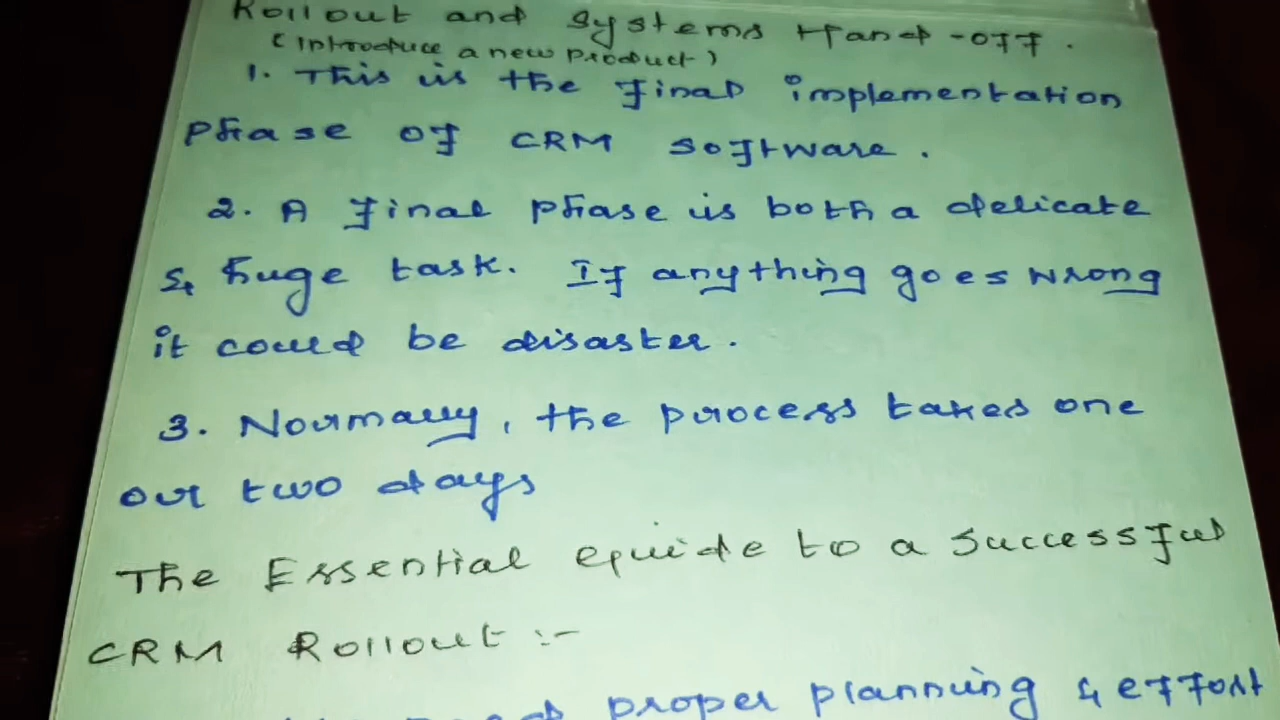 Rollout and Systems Hand-off.
(Introduce a new product)
1. This is the final implementation
phase of CRM software.
2. A final phase is both a delicate
& huge task. If anything goes wrong
it could be disaster.
3. Normally, the process takes one
our two days
The Essential Guide to a Successful
CRM Rollout :-
proper planning & effort